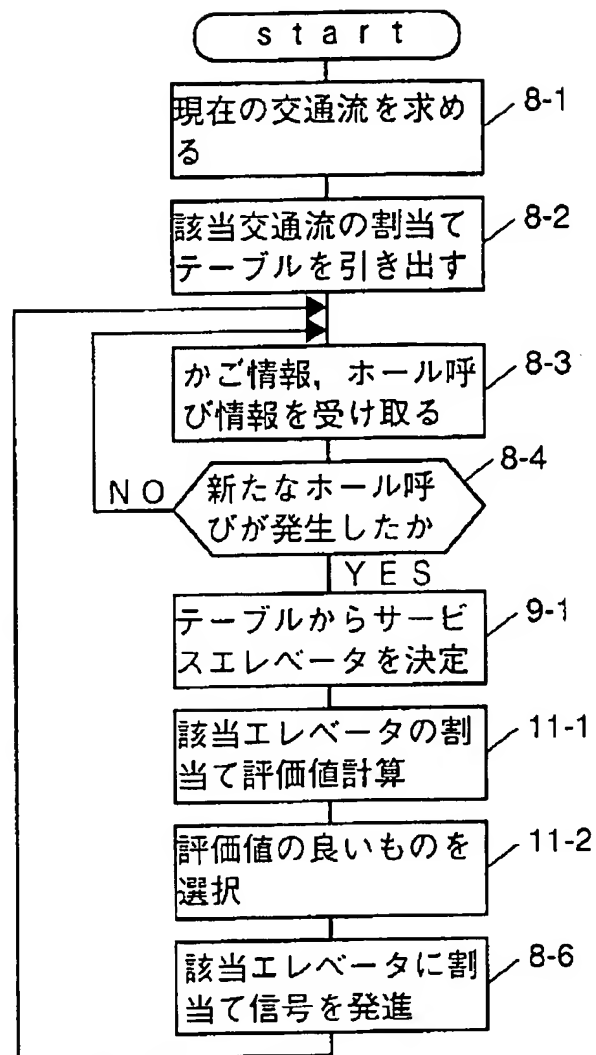 start
現在の交通流を求め
る
8-1
該当交通流の割当て
テーブルを引き出す
8-2
かご情報，ホール呼
び情報を受け取る
8-3
新たなホール呼
びが発生したか
8-4
NO
YES
テーブルからサービ
スエレベータを決定
9-1
該当エレベータの割
当て評価値計算
11-1
評価値の良いものを
選択
11-2
該当エレベータに割
当て信号を発進
8-6